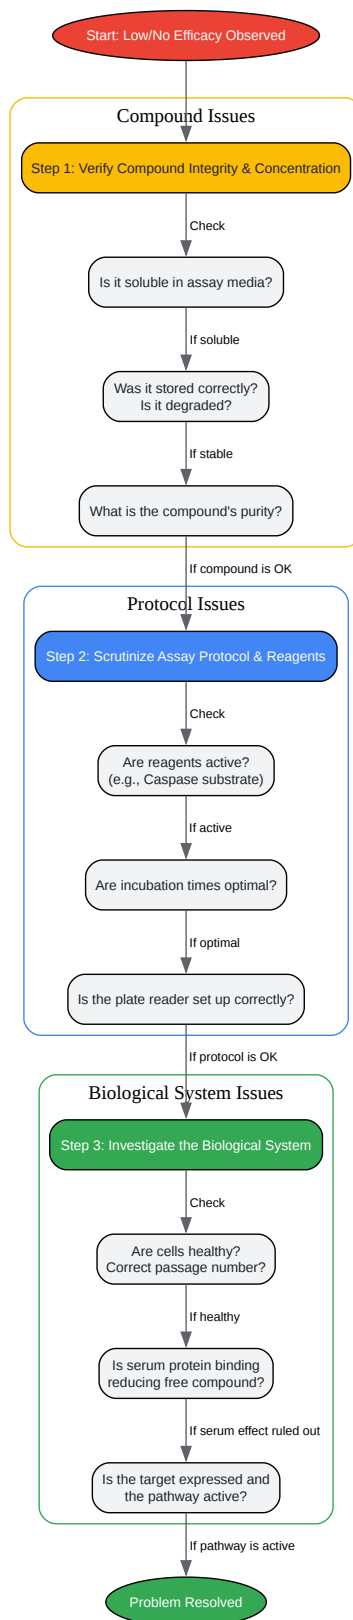 Start: Low/No Efficacy Observed
Compound Issues
Step 1: Verify Compound Integrity & Concentration
Check
Is it soluble in assay media?
If soluble
Was it stored correctly?
Is it degraded?
If stable
What is the compound's purity?
If compound is OK
Protocol Issues
Step 2: Scrutinize Assay Protocol & Reagents
Check
Are reagents active?
(e.g., Caspase substrate)
If active
Are incubation times optimal?
If optimal
Is the plate reader set up correctly?
If protocol is OK
Biological System Issues
Step 3: Investigate the Biological System
Check
Are cells healthy?
Correct passage number?
If healthy
Is serum protein binding
reducing free compound?
If serum effect ruled out
Is the target expressed and
the pathway active?
If pathway is active
Problem Resolved